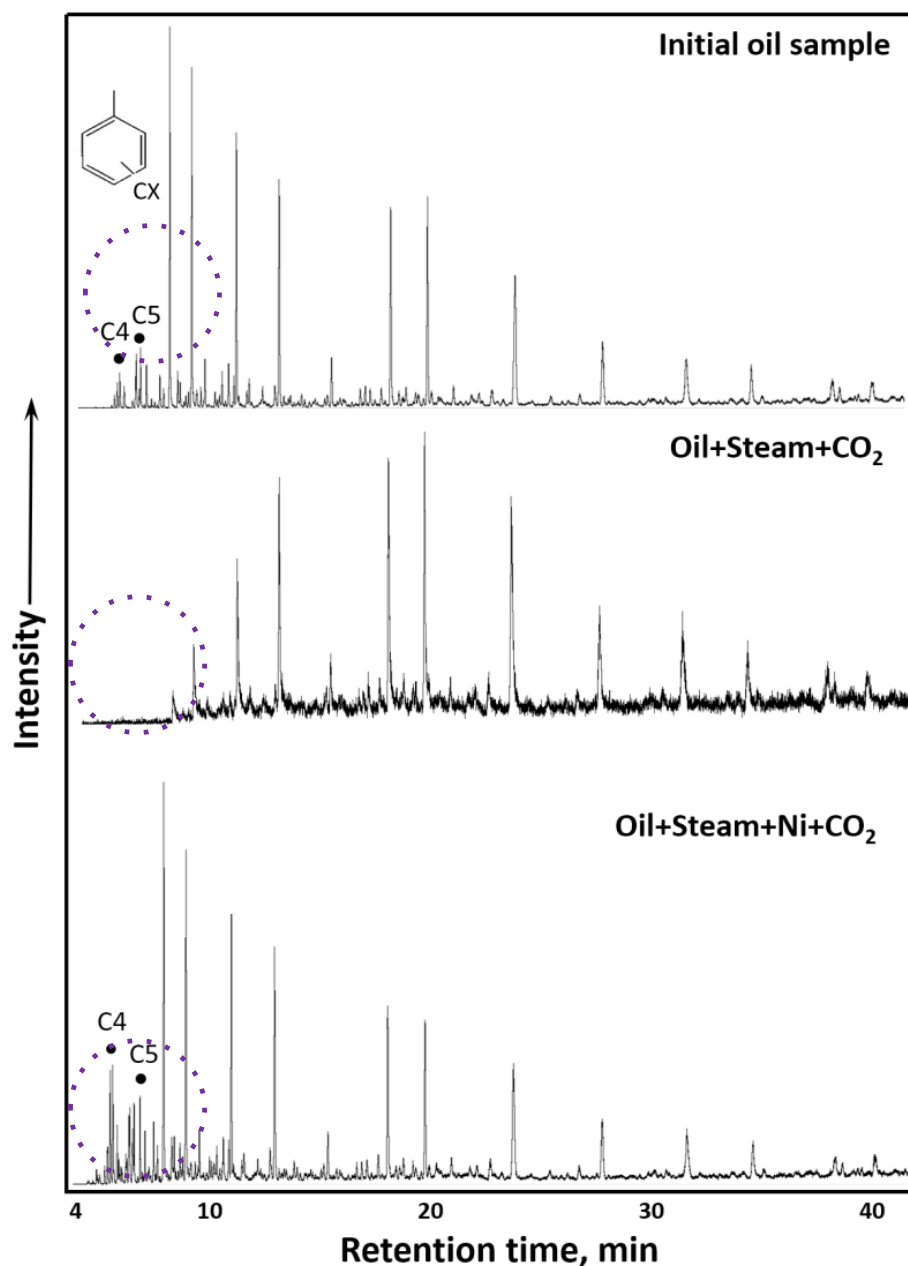 Initial oil sample
CX
C5
C4
Oil+Steam+CO₂
Intensity
Oil+Steam+Ni+CO₂
C4
C5
4 10 20 30 40
Retention time, min